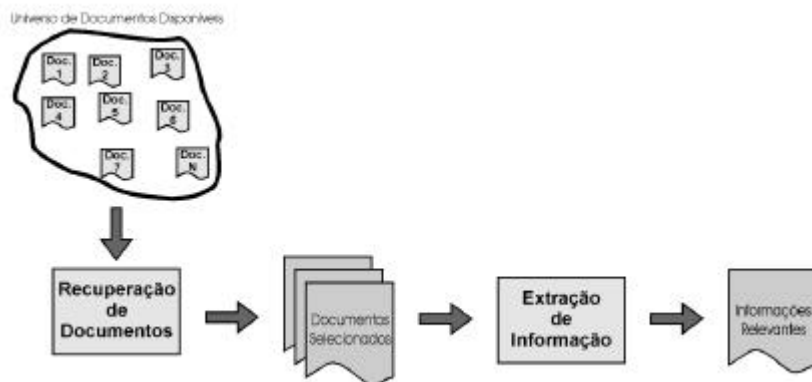 Universo de Documentos Disponíveis
Doc.
1
Doc.
2
Doc.
3
Doc.
4
Doc.
5
Doc.
6
Doc.
7
Doc.
N
Recuperação
de
Documentos
Documentos
Selecionados
Extração
de
Informação
Informações
Relevantes